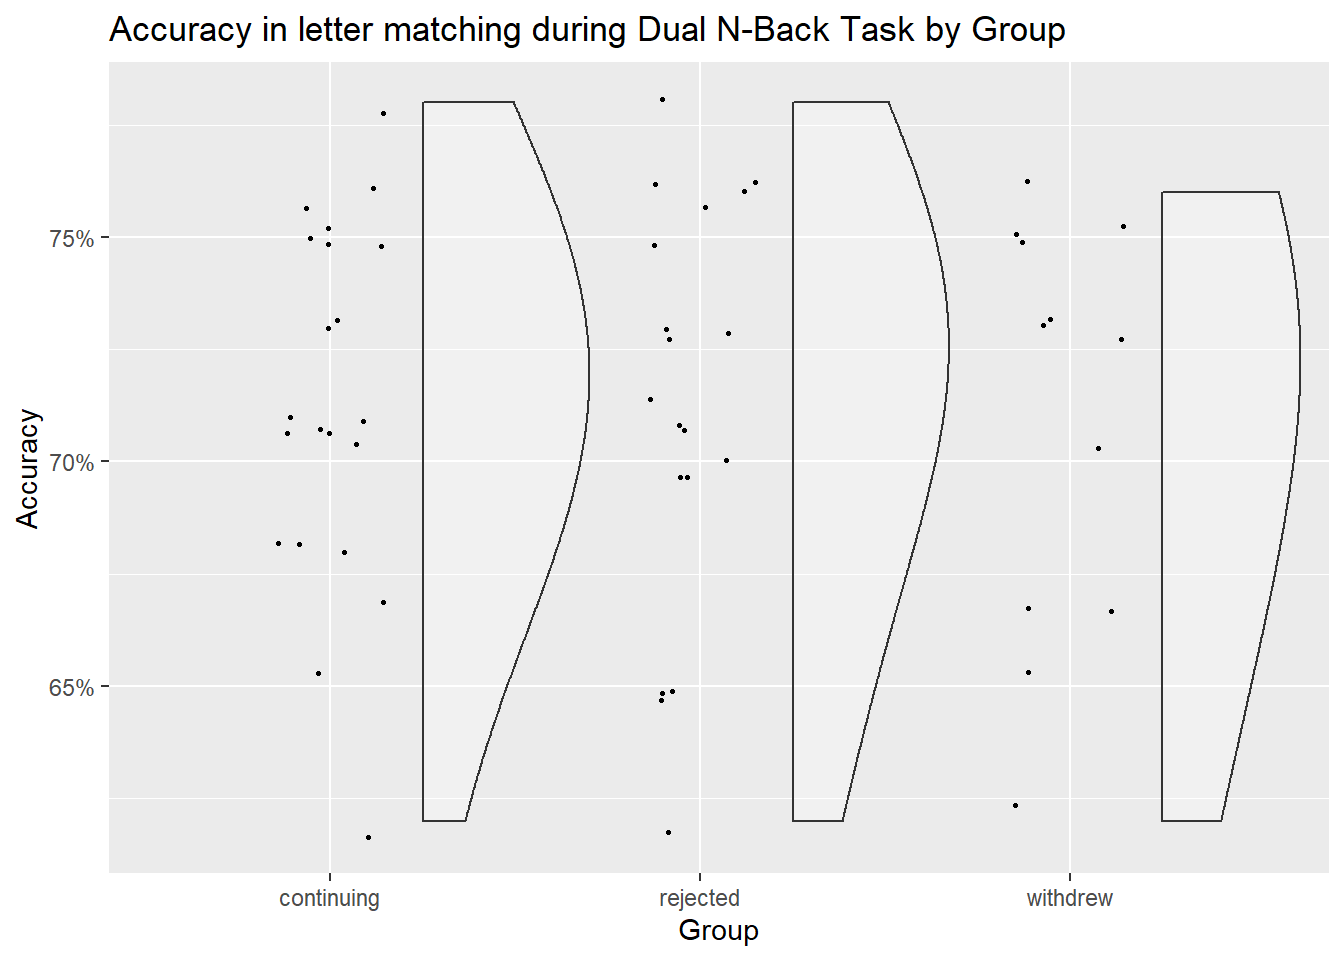 Accuracy in letter matching during Dual N-Back Task by Group
Accuracy
75%
70%
65%
continuing
rejected
withdrew
Group